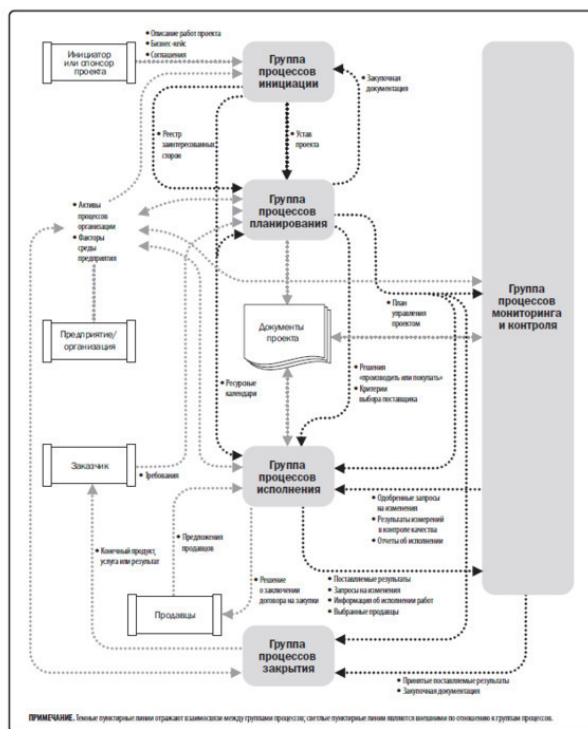 • Описание работ проекта
• Бизнес-кейс
• Соглашения
Инициатор
или спонсор
проекта
Группа
процессов
инициации
• Закупочная
документация
• Реестр
заинтересованных
сторон
• Устав
проекта
• Активы
процессов
организации
• Факторы
среды
предприятия
Группа
процессов
планирования
Группа
процессов
мониторинга
и контроля
• План
управления
проектом
Предприятие/
организация
Документы
проекта
• Решения
«производить или покупать»
• Критерии
выбора поставщика
• Ресурсные
календари
Заказчик
• Требования
Группа
процессов
исполнения
• Одобренные запросы
на изменения
• Результаты измерений
в контроле качества
• Отчеты об исполнении
• Предложения
продавцов
• Конечный продукт,
услуга или результат
• Решение
о заключении
договора на закупки
• Поставляемые результаты
• Запросы на изменения
• Информация об исполнении работ
• Выбранные продавцы
Продавцы
Группа
процессов
закрытия
• Принятые поставляемые результаты
• Закупочная документация
ПРИМЕЧАНИЕ. Темные пунктирные линии отражают взаимосвязи между группами процессов; светлые пунктирные линии являются внешними по отношению к группам процессов.